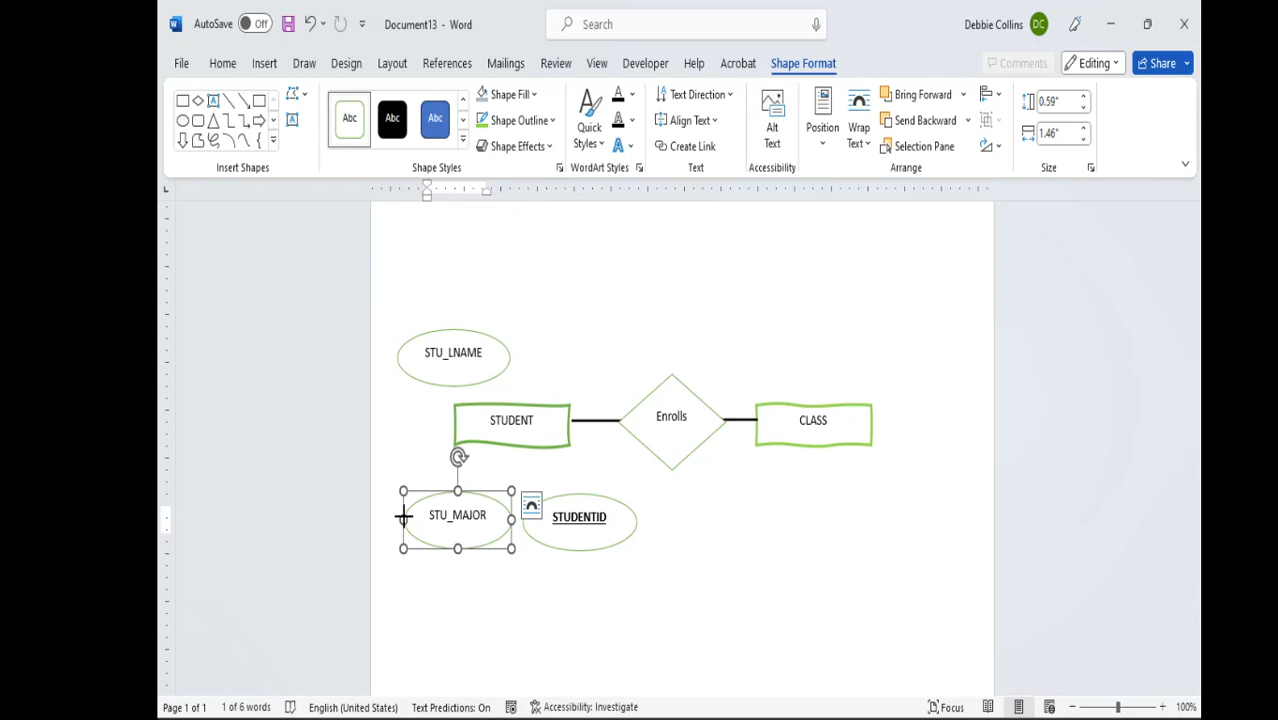 AutoSave Off Document13 - Word Search Debbie Collins DC
File Home Insert Draw Design Layout References Mailings Review View Developer Help Acrobat Shape Format Comments Editing Share
Abc Abc Abc
Shape Fill
Shape Outline
Shape Effects
Quick Styles
Text Direction
Align Text
Create Link
Alt Text
Position
Wrap Text
Bring Forward
Send Backward
Selection Pane
0.59"
1.46"
Insert Shapes Shape Styles WordArt Styles Text Accessibility Arrange Size
STU_LNAME
STUDENT Enrolls CLASS
STU_MAJOR STUDENTID
Page 1 of 1 1 of 6 words English (United States) Text Predictions: On Accessibility: Investigate Focus 100%